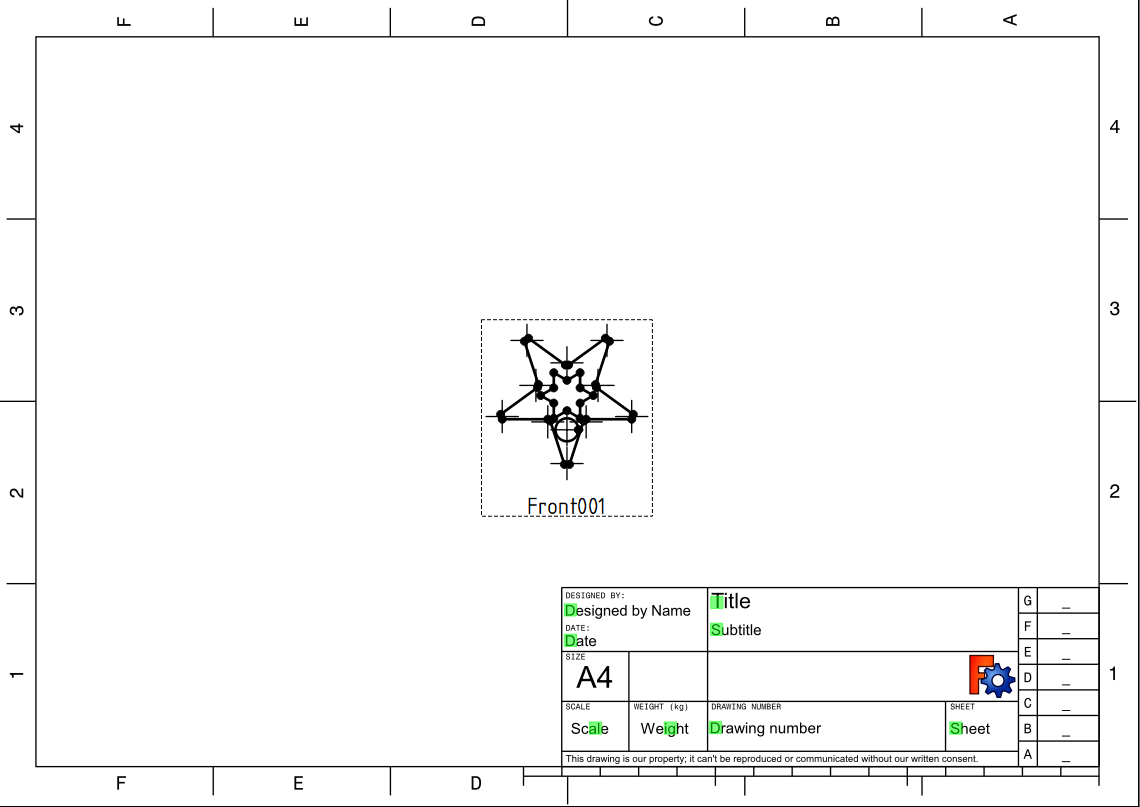 F E D C B A
4 4
3 3
2 2
1 1
Front001
DESIGNED BY:
Designed by Name
DATE:
Date
Title
Subtitle
SIZE
A4
SCALE
Scale
WEIGHT (kg)
Weight
DRAWING NUMBER
Drawing number
SHEET
Sheet
This drawing is our property; it can't be reproduced or communicated without our written consent.
G _
F _
E _
D _
C _
B _
A _
F E D